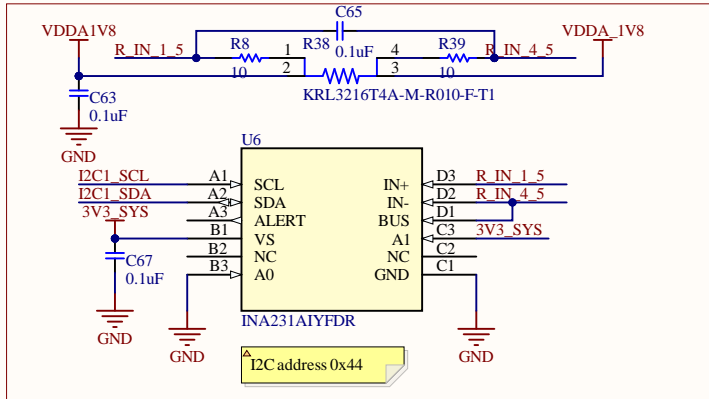 C65
0.1uF
VDDA1V8
VDDA_1V8
R_IN_1_5
R8
10
1
2
R38
4
3
R39
10
R_IN_4_5
KRL3216T4A-M-R010-F-T1
C63
0.1uF
GND
U6
I2C1_SCL
A1
SCL
IN+
D3
R_IN_1_5
I2C1_SDA
A2
SDA
IN-
D2
R_IN_4_5
A3
ALERT
BUS
D1
3V3_SYS
B1
VS
A1
C3
3V3_SYS
B2
NC
NC
C2
B3
A0
GND
C1
C67
0.1uF
GND
GND
GND
INA231AIYFDR
I2C address 0x44